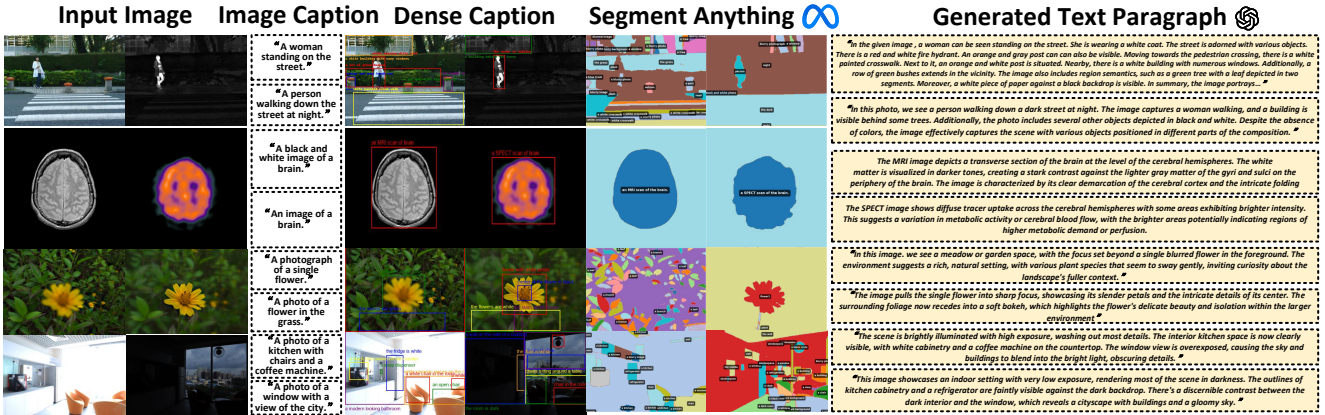 Input Image
Image Caption
Dense Caption
Segment Anything
Generated Text Paragraph
❝A woman
standing on the
street.❞
❝A person
walking down the
street at night.❞
❝In the given image , a woman can be seen standing on the street. She is wearing a white coat. The street is adorned with various objects.
There is a red and white fire hydrant. An orange and gray post can also be visible. Moving towards the pedestrian crossing, there is a white
painted crosswalk. Next to it, an orange and white post is situated. Nearby, there is a white building with numerous windows. Additionally, a
row of green bushes extends in the vicinity. The image also includes region semantics, such as a green tree with a leaf depicted in two
segments. Moreover, a white piece of paper against a black backdrop is visible. In summary, the image portrays…❞
❝In this photo, we see a person walking down a dark street at night. The image captures a woman walking, and a building is
visible behind some trees. Additionally, the photo includes several other objects depicted in black and white. Despite the absence
of colors, the image effectively captures the scene with various objects positioned in different parts of the composition. ❞
❝A black and
white image of a
brain.❞
❝An image of a
brain.❞
an MRI scan of brain
a SPECT scan of brain
an MRI scan of the brain.
a SPECT scan of the brain.
The MRI image depicts a transverse section of the brain at the level of the cerebral hemispheres. The white
matter is visualized in darker tones, creating a stark contrast against the lighter gray matter of the gyri and sulci on
the periphery of the brain. The image is characterized by its clear demarcation of the cerebral cortex and the intricate folding
The SPECT image shows diffuse tracer uptake across the cerebral hemispheres with some areas exhibiting brighter intensity.
This suggests a variation in metabolic activity or cerebral blood flow, with the brighter areas potentially indicating regions of
higher metabolic demand or perfusion.
❝A photograph
of a single
flower.❞
❝A photo of a
flower in the
grass.❞
the flowers are white
❝In this image. we see a meadow or garden space, with the focus set beyond a single blurred flower in the foreground. The
environment suggests a rich, natural setting, with various plant species that seem to sway gently, inviting curiosity about the
landscape's fuller context. ❞
❝The image pulls the single flower into sharp focus, showcasing its slender petals and the intricate details of its center. The
surrounding foliage now recedes into a soft bokeh, which highlights the flower's delicate beauty and isolation within the larger
environment❞
❝A photo of a
kitchen with
chairs and a
coffee machine.❞
❝A photo of a
window with a
view of the city.❞
the fridge is white
an open chair
a modern looking bathroom
❝The scene is brightly illuminated with high exposure, washing out most details. The interior kitchen space is now clearly
visible, with white cabinetry and a coffee machine on the countertop. The window view is overexposed, causing the sky and
buildings to blend into the bright light, obscuring details. ❞
❝This image showcases an indoor setting with very low exposure, rendering most of the scene in darkness. The outlines of
kitchen cabinetry and a refrigerator are faintly visible against the dark backdrop. There's a discernible contrast between the
dark interior and the window, which reveals a cityscape with buildings and a gloomy sky. ❞